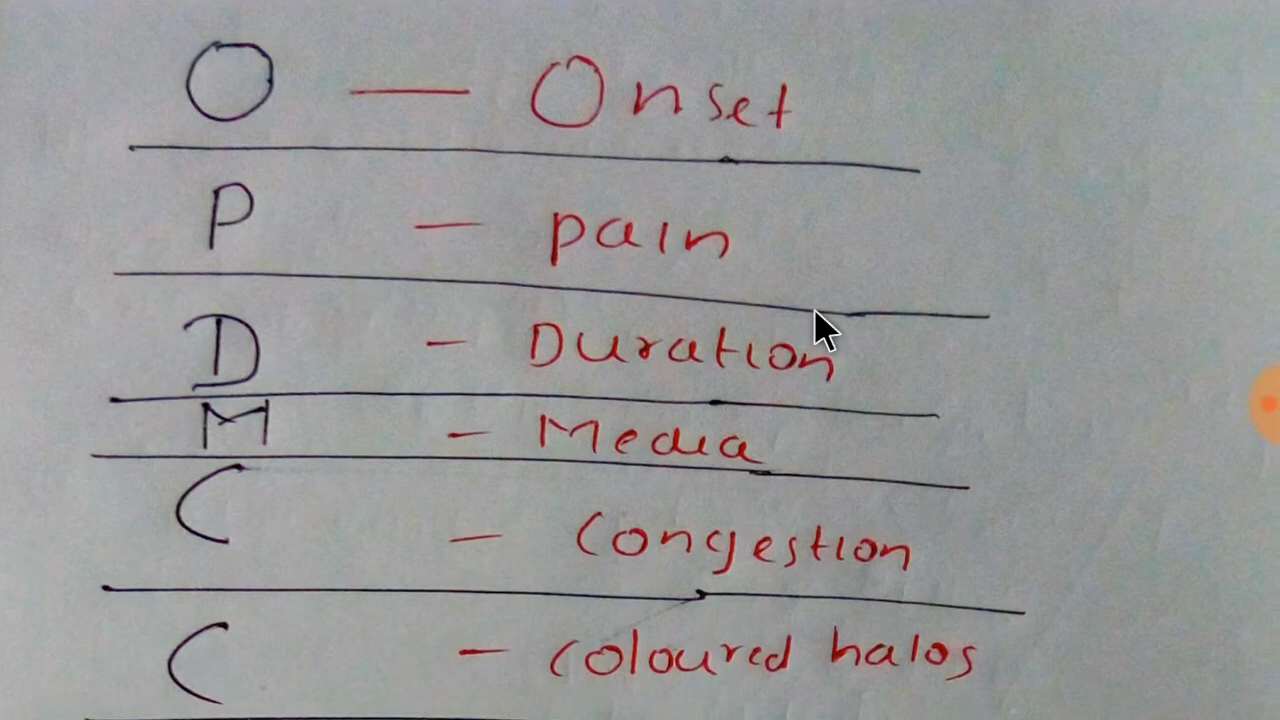 O — Onset
P - pain
D - Duration
M - Media
C - Congestion
C - coloured halos